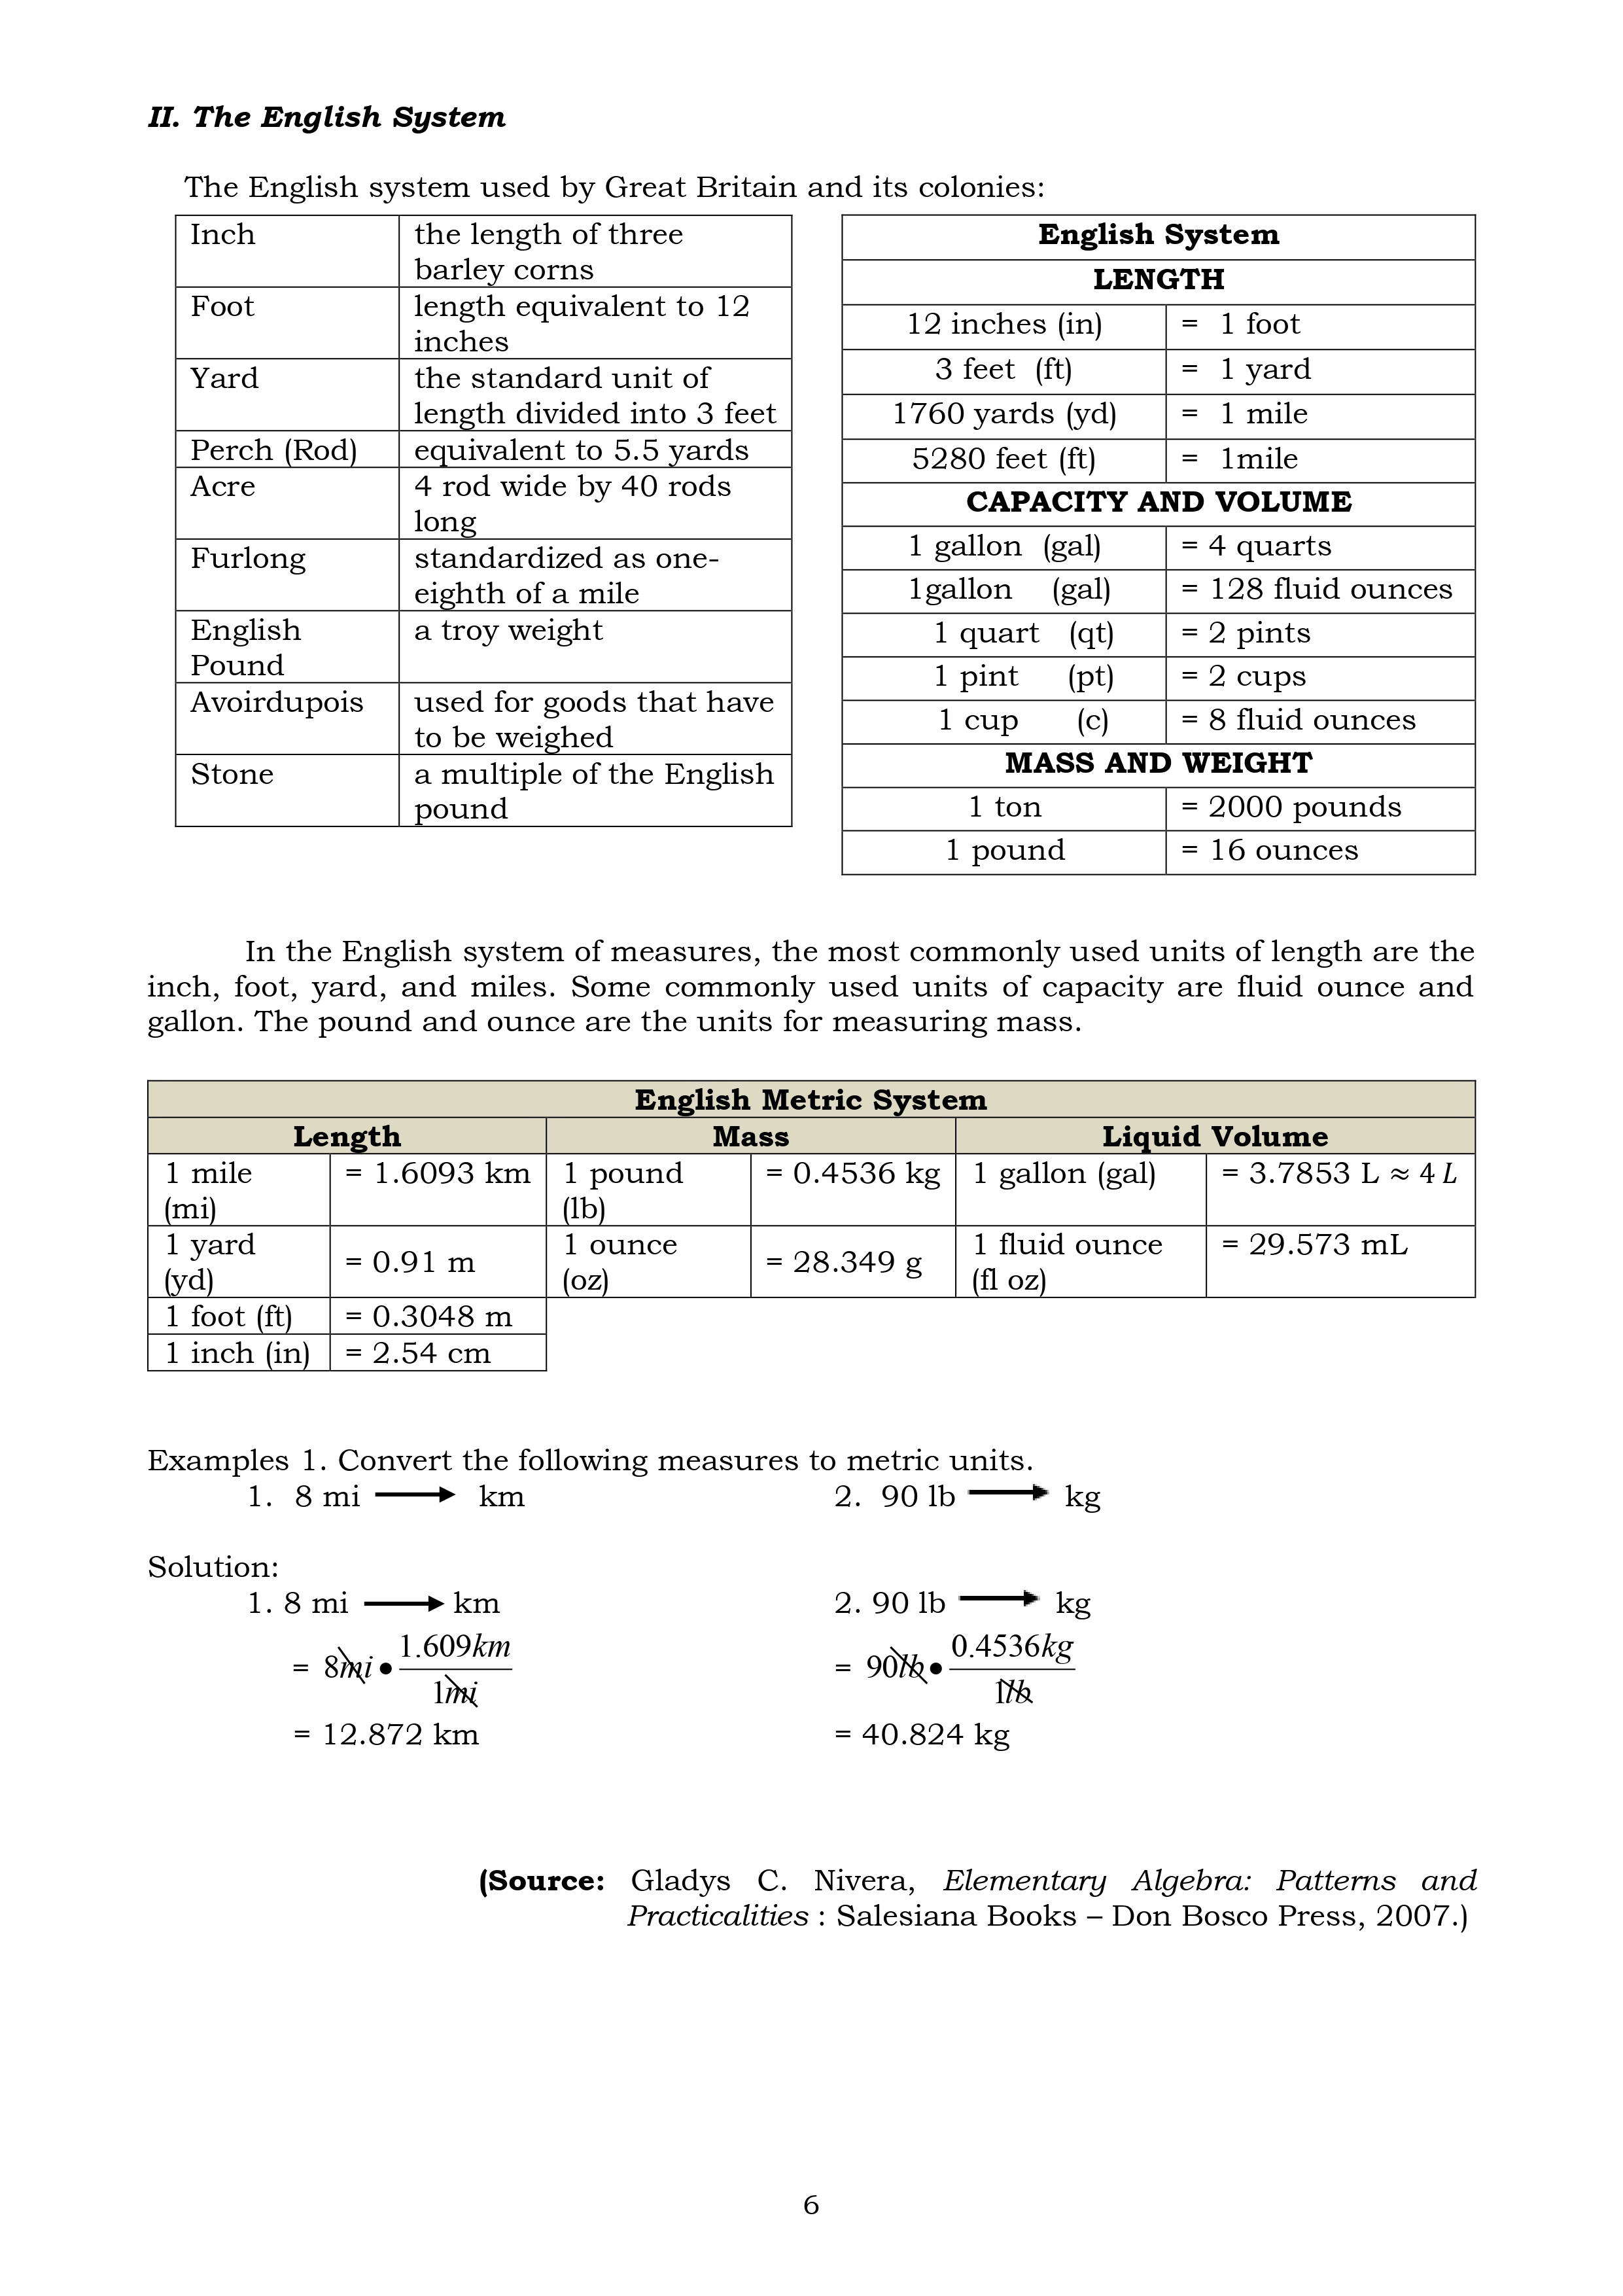 II. The English System
The English system used by Great Britain and its colonies:
Inch
the length of three
barley corns
Foot
length equivalent to 12
inches
Yard
the standard unit of
length divided into 3 feet
Perch (Rod)
equivalent to 5.5 yards
Acre
4 rod wide by 40 rods
long
Furlong
standardized as one-
eighth of a mile
English
Pound
a troy weight
Avoirdupois
used for goods that have
to be weighed
Stone
a multiple of the English
pound
English System
LENGTH
12 inches (in) = 1 foot
3 feet (ft) = 1 yard
1760 yards (yd) = 1 mile
5280 feet (ft) = 1mile
CAPACITY AND VOLUME
1 gallon (gal) = 4 quarts
1gallon (gal) = 128 fluid ounces
1 quart (qt) = 2 pints
1 pint (pt) = 2 cups
1 cup (c) = 8 fluid ounces
MASS AND WEIGHT
1 ton = 2000 pounds
1 pound = 16 ounces
In the English system of measures, the most commonly used units of length are the
inch, foot, yard, and miles. Some commonly used units of capacity are fluid ounce and
gallon. The pound and ounce are the units for measuring mass.
English Metric System
Length Mass Liquid Volume
1 mile
(mi)
= 1.6093 km
1 pound
(lb)
= 0.4536 kg
1 gallon (gal)
= 3.7853 L ≈ 4 L
1 yard
(yd)
= 0.91 m
1 ounce
(oz)
= 28.349 g
1 fluid ounce
(fl oz)
= 29.573 mL
1 foot (ft) = 0.3048 m
1 inch (in) = 2.54 cm
Examples 1. Convert the following measures to metric units.
1. 8 mi → km 2. 90 lb → kg
Solution:
1. 8 mi → km 2. 90 lb → kg
= 8mi • 1.609km / 1mi = 90lb • 0.4536kg / 1lb
= 12.872 km = 40.824 kg
(Source: Gladys C. Nivera, Elementary Algebra: Patterns and
Practicalities : Salesiana Books – Don Bosco Press, 2007.)
6